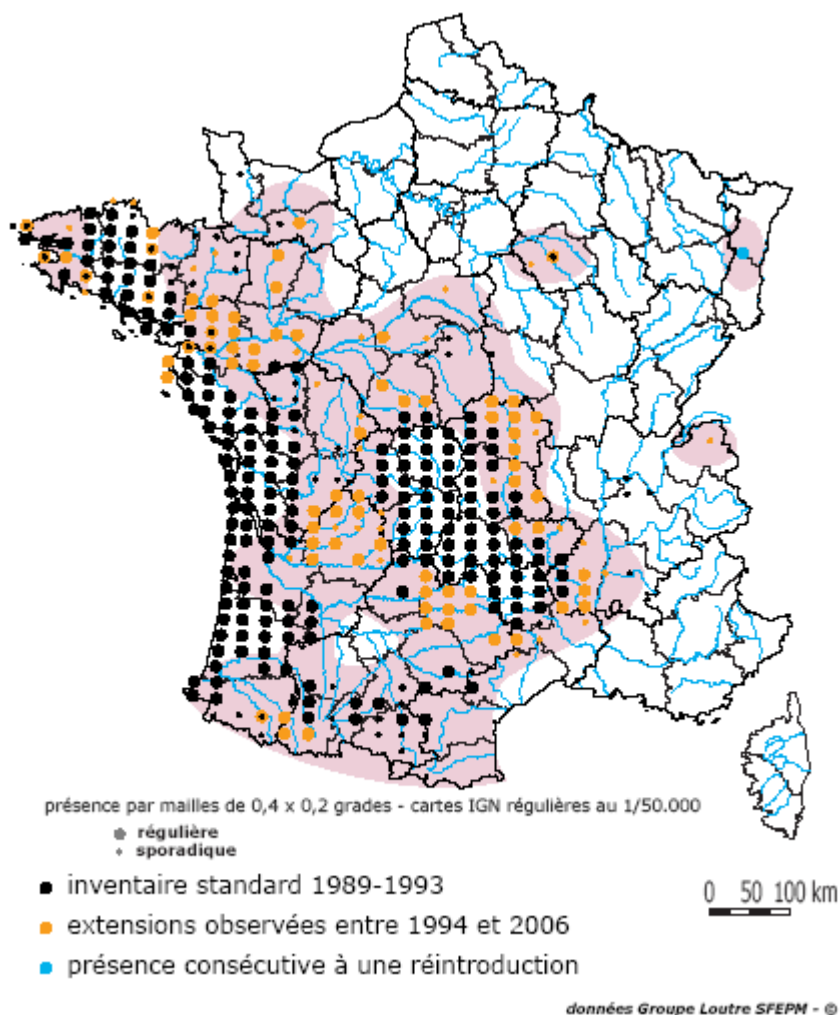 présence par mailles de 0,4 x 0,2 grades - cartes IGN régulières au 1/50.000
régulière
sporadique
inventaire standard 1989-1993
0 50 100 km
extensions observées entre 1994 et 2006
présence consécutive à une réintroduction
données Groupe Loutre SFEPM - ©